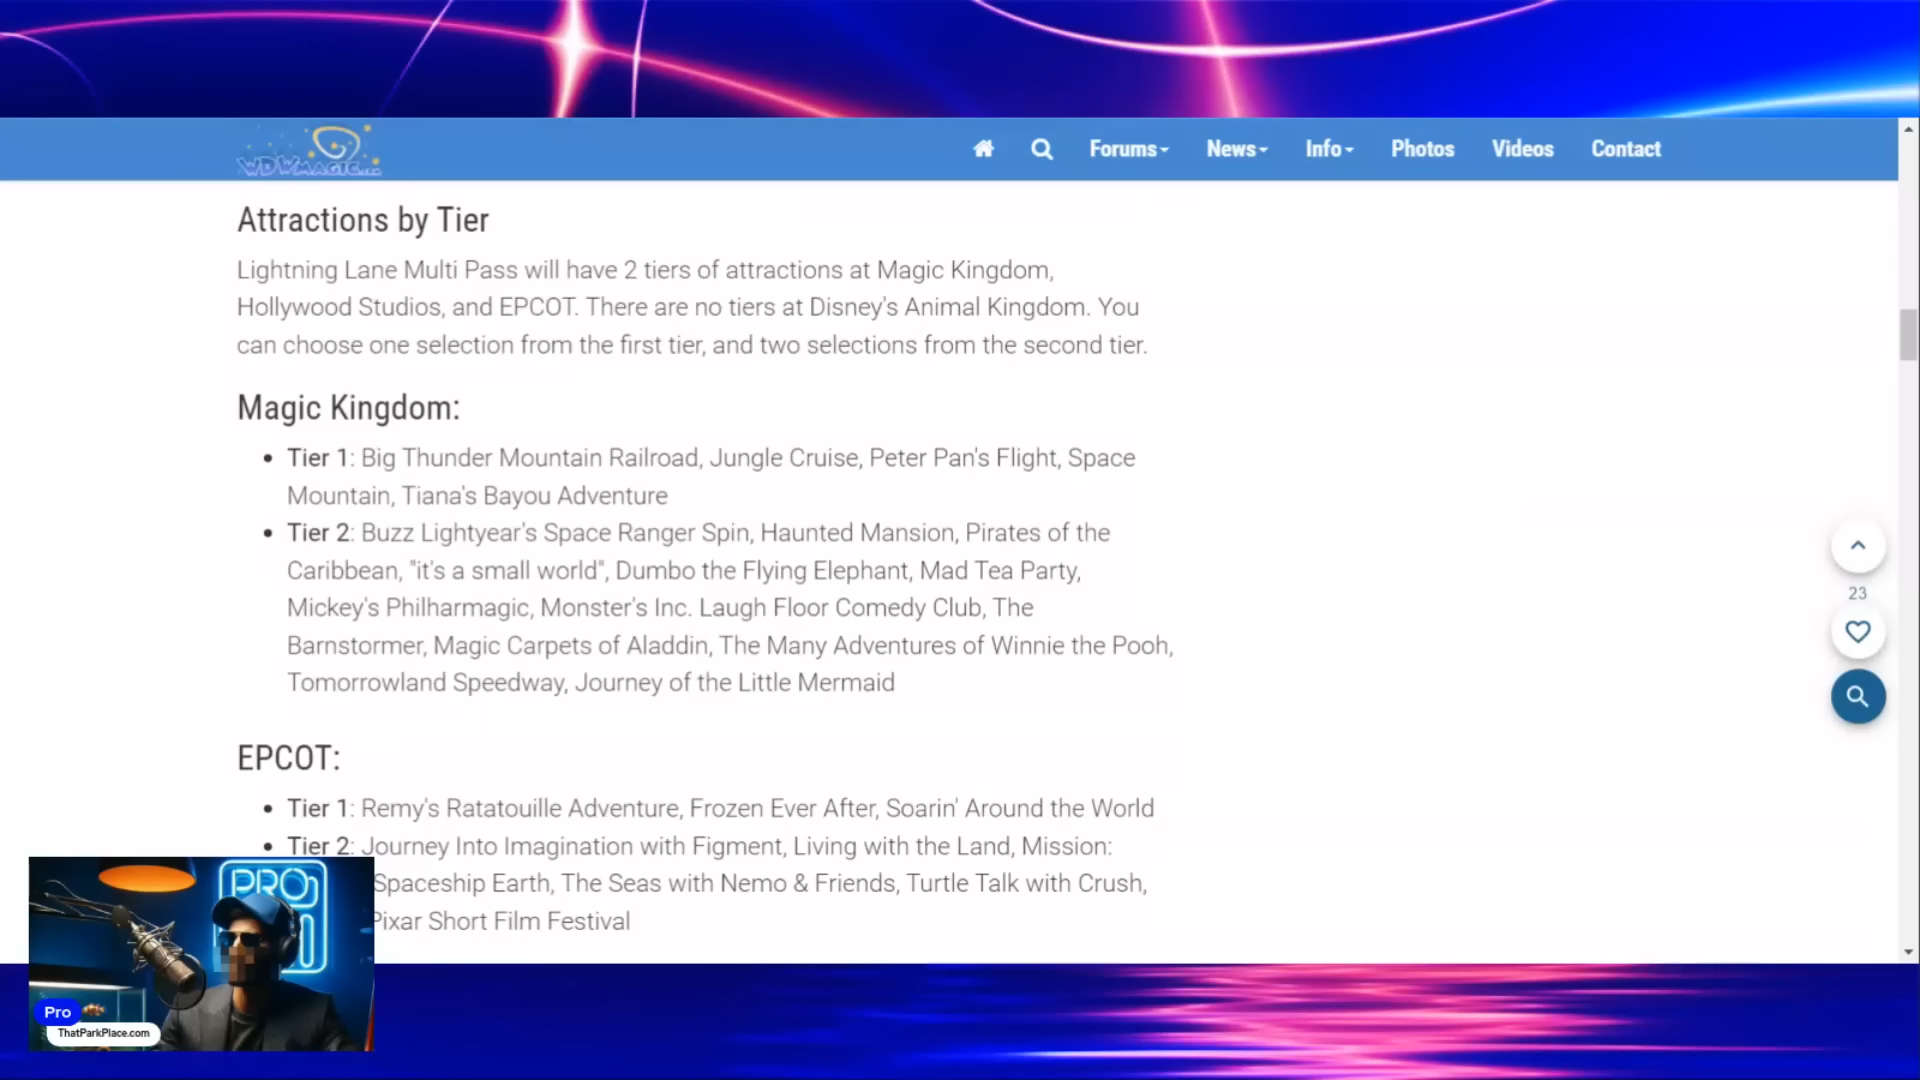 WDWMAGIC.COM
Forums
News
Info
Photos
Videos
Contact
Attractions by Tier
Lightning Lane Multi Pass will have 2 tiers of attractions at Magic Kingdom,
Hollywood Studios, and EPCOT. There are no tiers at Disney's Animal Kingdom. You
can choose one selection from the first tier, and two selections from the second tier.
Magic Kingdom:
• Tier 1: Big Thunder Mountain Railroad, Jungle Cruise, Peter Pan's Flight, Space
Mountain, Tiana's Bayou Adventure
• Tier 2: Buzz Lightyear's Space Ranger Spin, Haunted Mansion, Pirates of the
Caribbean, "it's a small world", Dumbo the Flying Elephant, Mad Tea Party,
Mickey's Philharmagic, Monster's Inc. Laugh Floor Comedy Club, The
Barnstormer, Magic Carpets of Aladdin, The Many Adventures of Winnie the Pooh,
Tomorrowland Speedway, Journey of the Little Mermaid
23
EPCOT:
• Tier 1: Remy's Ratatouille Adventure, Frozen Ever After, Soarin' Around the World
• Tier 2: Journey Into Imagination with Figment, Living with the Land, Mission:
Spaceship Earth, The Seas with Nemo & Friends, Turtle Talk with Crush,
Pixar Short Film Festival
PRO
Pro
ThatParkPlace.com